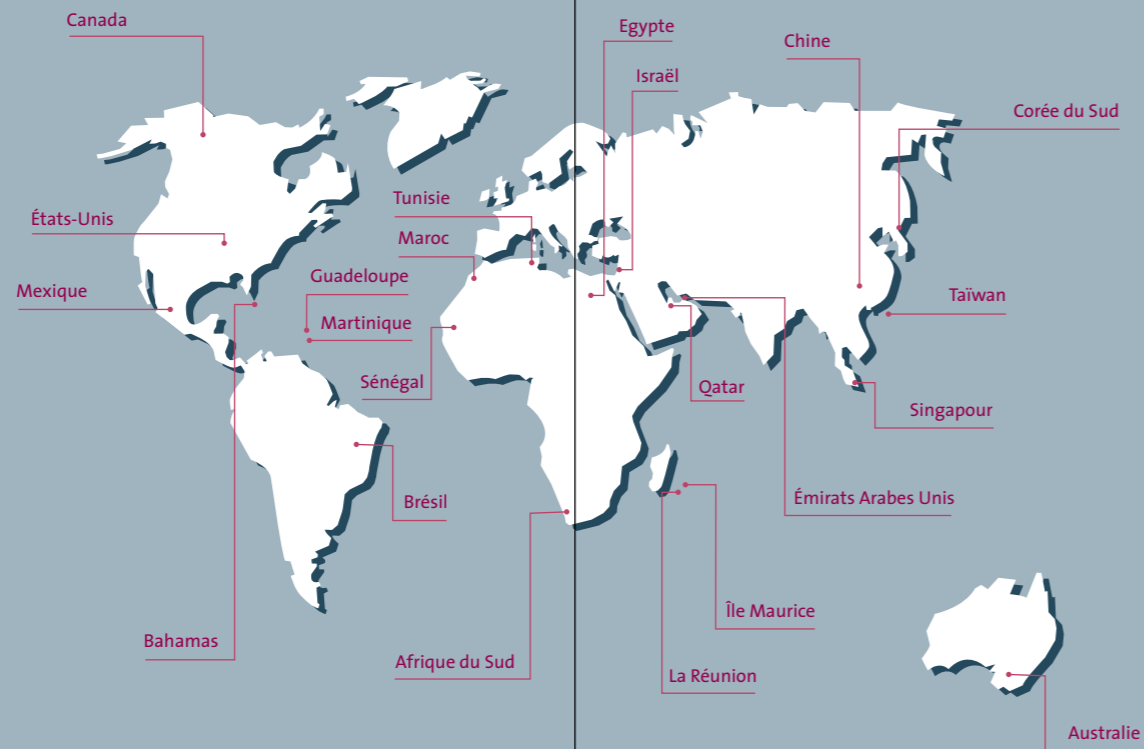 Canada
Egypte
Chine
Israël
Corée du Sud
Tunisie
États-Unis
Maroc
Guadeloupe
Mexique
Taïwan
Martinique
Sénégal
Qatar
Singapour
Brésil
Émirats Arabes Unis
Île Maurice
Bahamas
Afrique du Sud
La Réunion
Australie